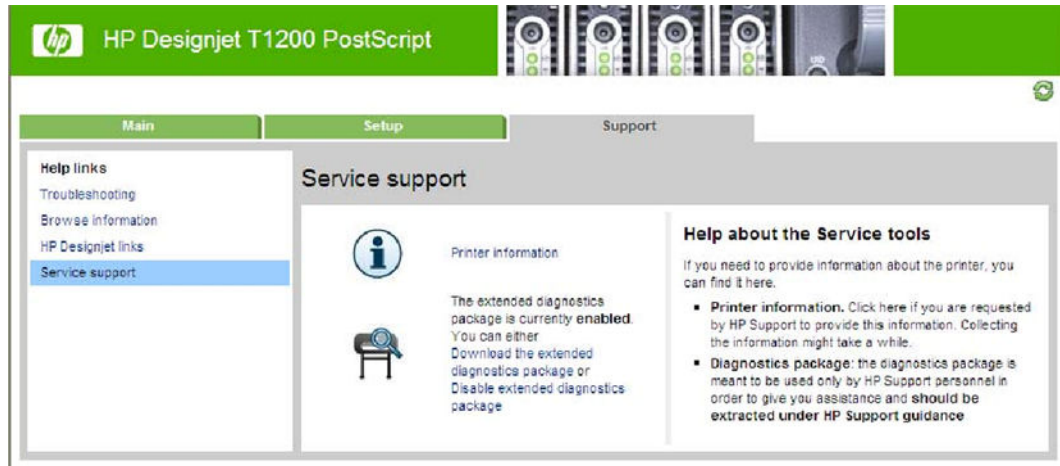 hp HP Designjet T1200 PostScript
UID
Main Setup Support
Help links
Troubleshooting
Browse information
HP Designjet links
Service support
Service support
Printer information
The extended diagnostics
package is currently enabled.
You can either
Download the extended
diagnostics package or
Disable extended diagnostics
package
Help about the Service tools
If you need to provide information about the printer, you
can find it here.
▪ Printer information. Click here if you are requested
by HP Support to provide this information. Collecting
the information might take a while.
▪ Diagnostics package: the diagnostics package is
meant to be used only by HP Support personnel in
order to give you assistance and should be
extracted under HP Support guidance